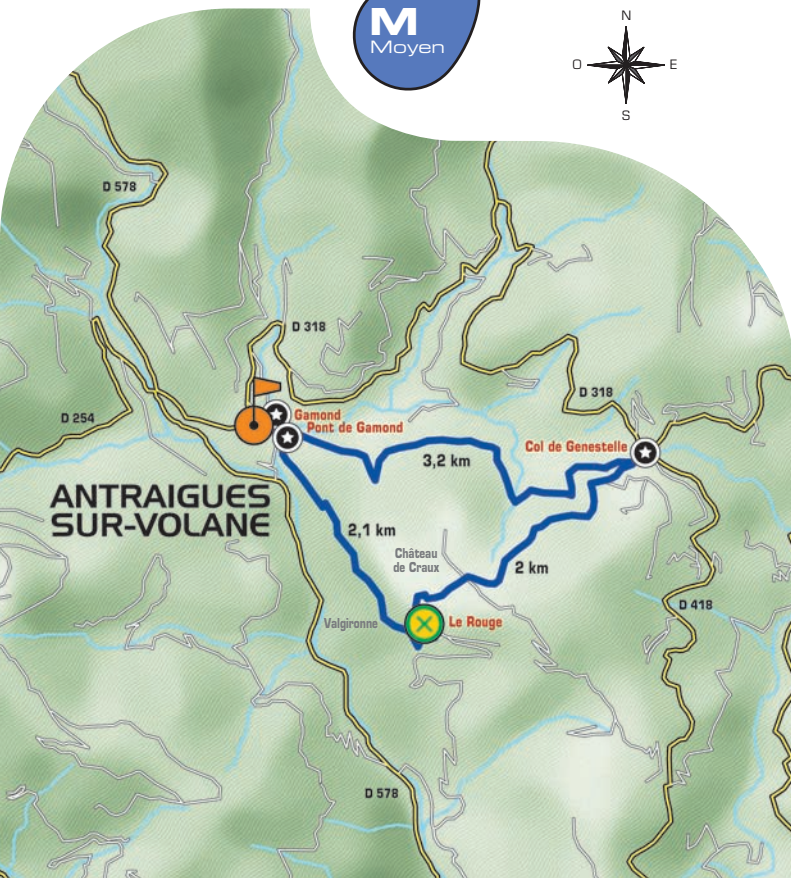 M
Moyen
N
O
E
S
D 578
D 318
D 318
D 254
Gamond
Pont de Gamond
Col de Genestelle
3,2 km
ANTRAIGUES
SUR-VOLANE
2,1 km
Château
de Craux
2 km
D 418
Valgironne
Le Rouge
D 578